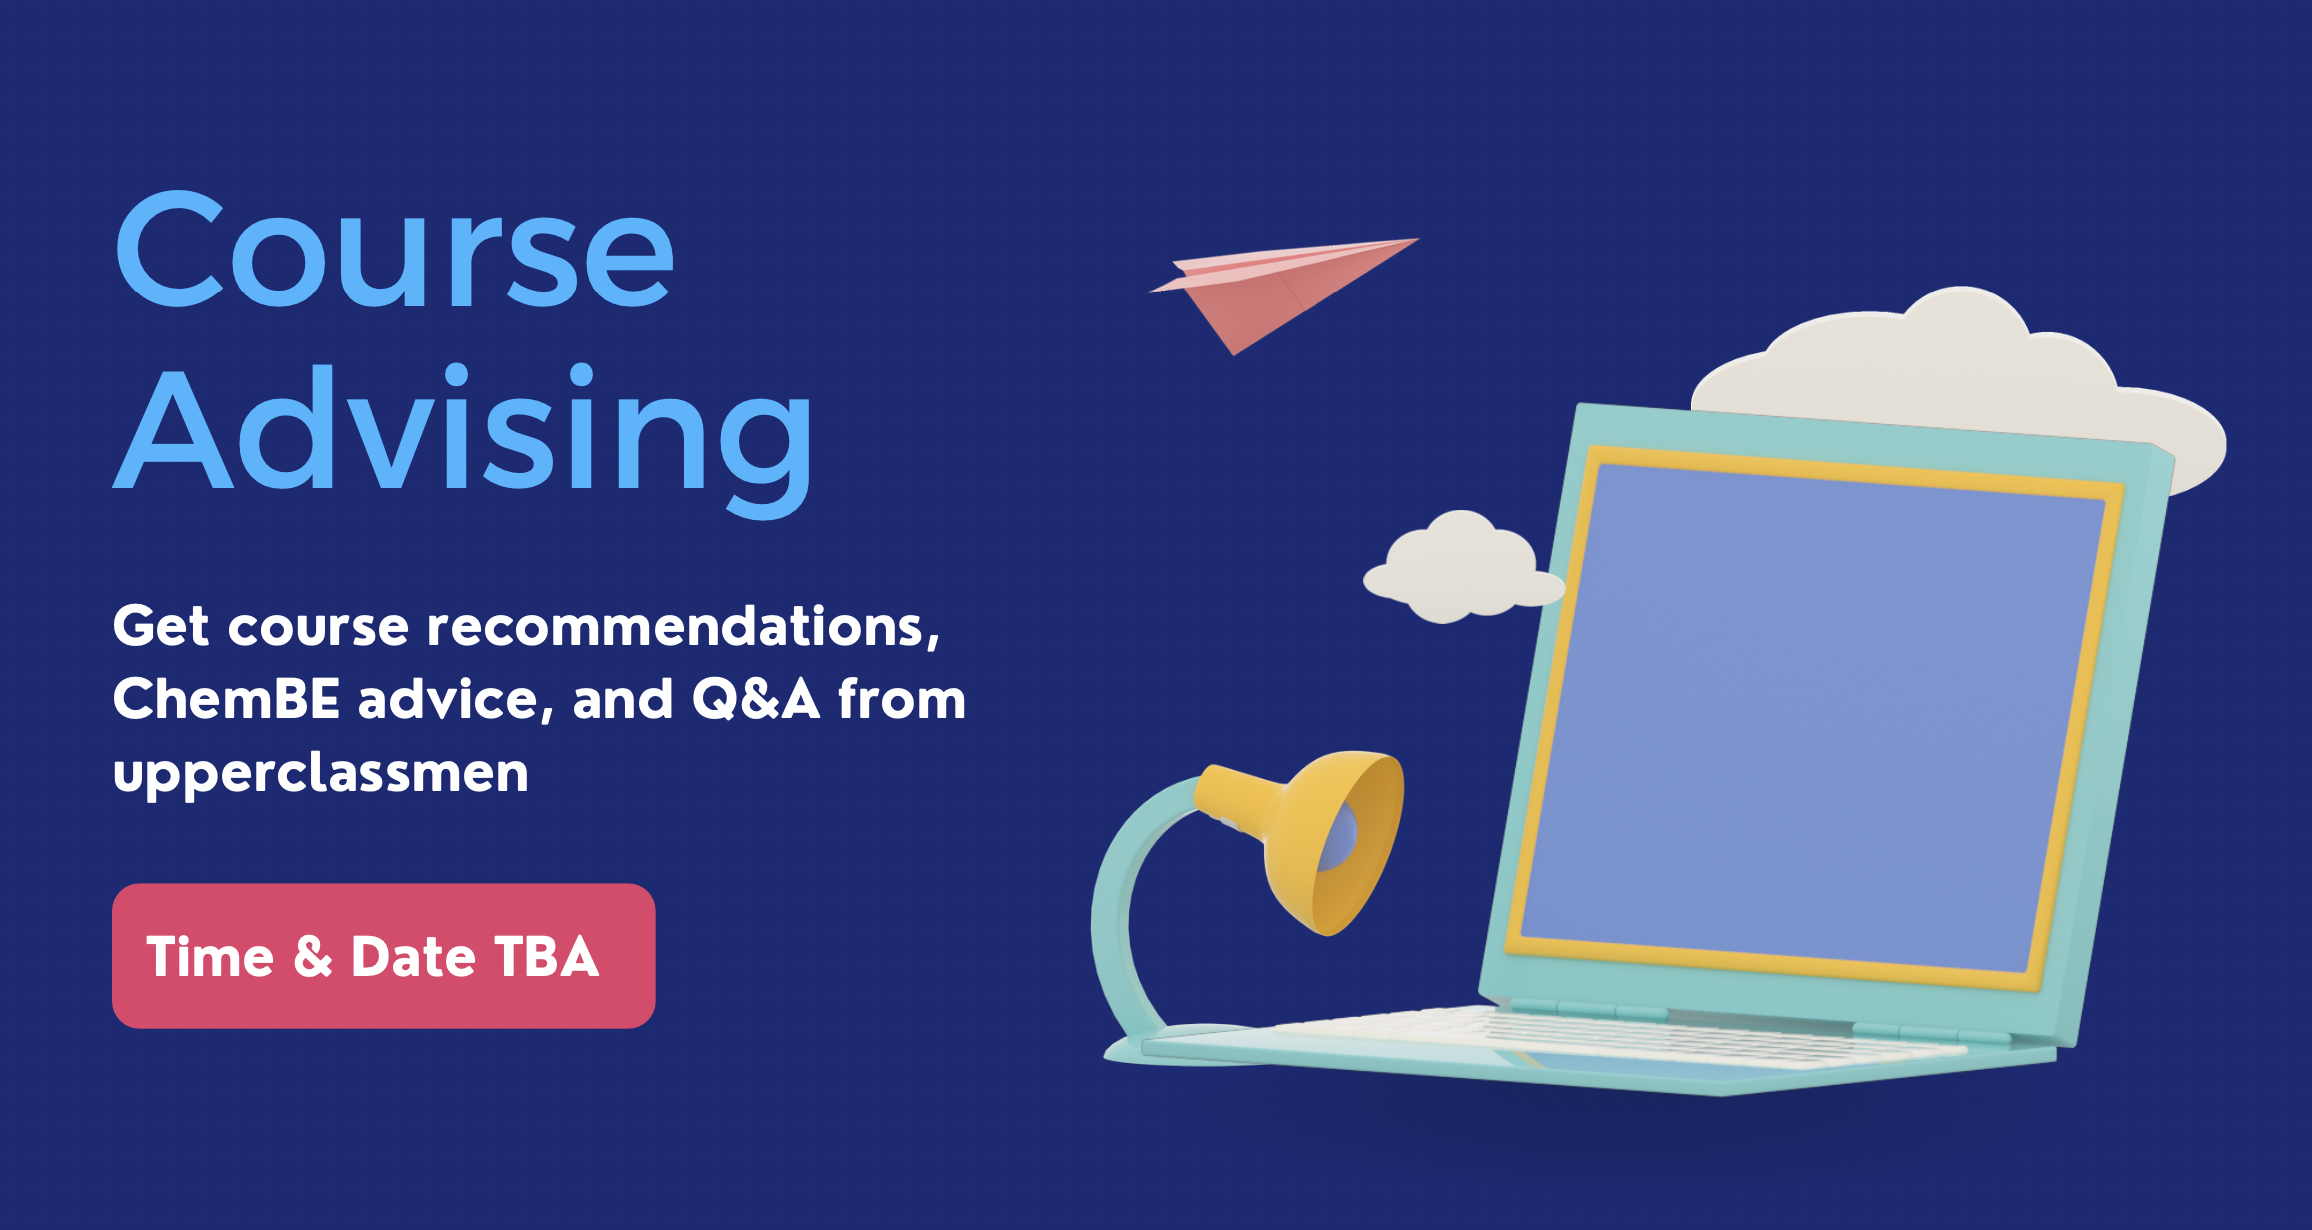 Course
Advising
Get course recommendations,
ChemBE advice, and Q&A from
upperclassmen
Time & Date TBA